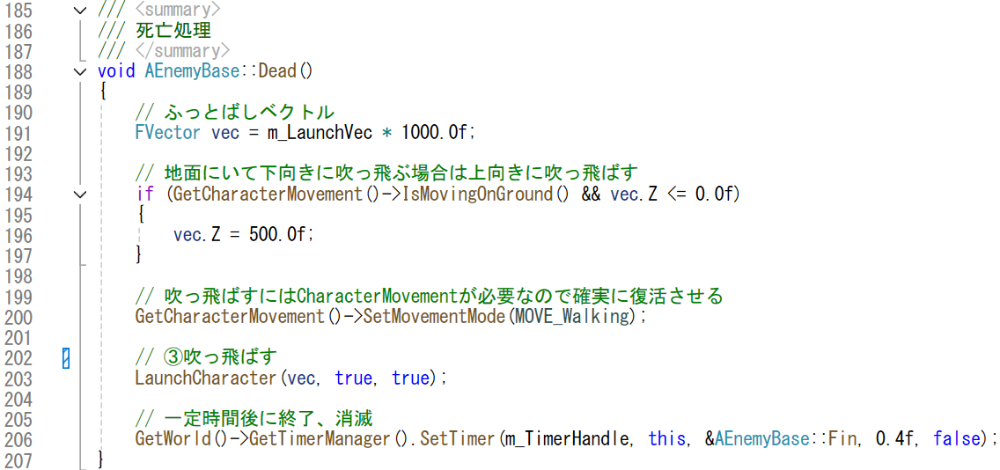 185 /// <summary>
186 /// 死亡処理
187 /// </summary>
188 void AEnemyBase::Dead()
189 {
190 // ふっとばしベクトル
191 FVector vec = m_LaunchVec * 1000.0f;
192
193 // 地面にいて下向きに吹っ飛ぶ場合は上向きに吹っ飛ばす
194 if (GetCharacterMovement()->IsMovingOnGround() && vec.Z <= 0.0f)
195 {
196 vec.Z = 500.0f;
197 }
198
199 // 吹っ飛ばすにはCharacterMovementが必要なので確実に復活させる
200 GetCharacterMovement()->SetMovementMode(MOVE_Walking);
201
202 // ③吹っ飛ばす
203 LaunchCharacter(vec, true, true);
204
205 // 一定時間後に終了、消滅
206 GetWorld()->GetTimerManager().SetTimer(m_TimerHandle, this, &AEnemyBase::Fin, 0.4f, false);
207 }